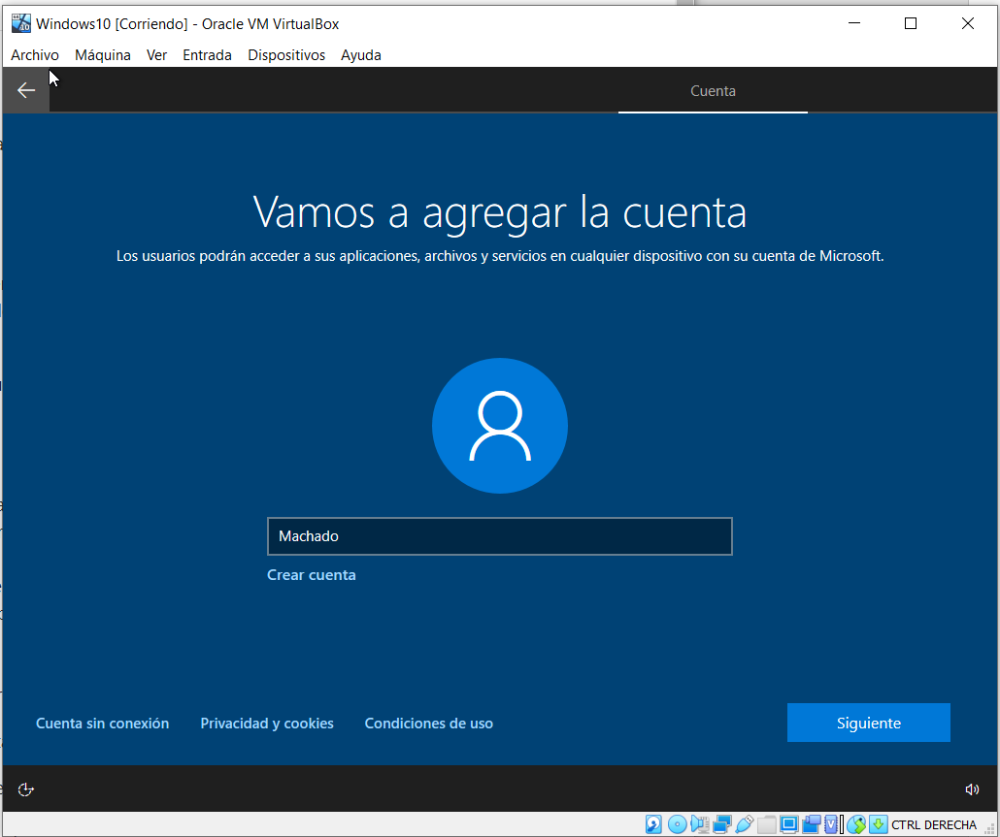 Windows10 [Corriendo] - Oracle VM VirtualBox
Archivo Máquina Ver Entrada Dispositivos Ayuda
Cuenta
Vamos a agregar la cuenta
Los usuarios podrán acceder a sus aplicaciones, archivos y servicios en cualquier dispositivo con su cuenta de Microsoft.
Machado
Crear cuenta
Cuenta sin conexión Privacidad y cookies Condiciones de uso Siguiente
CTRL DERECHA